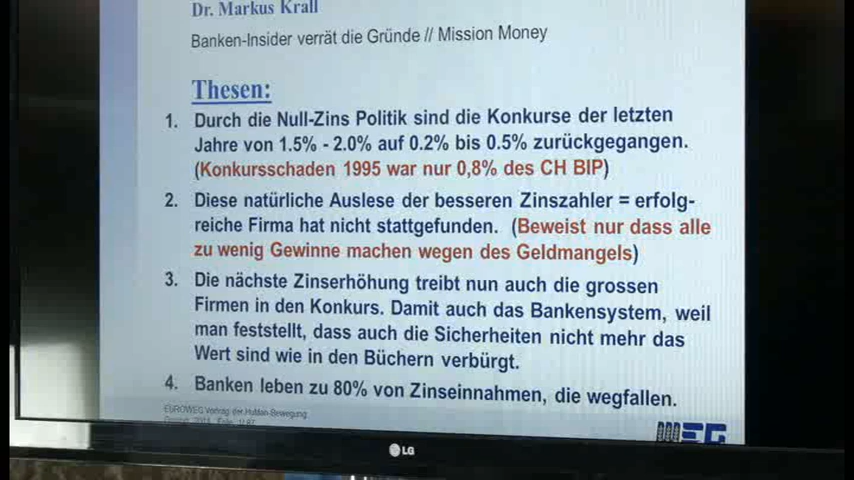 Dr. Markus Krall
Banken-Insider verrät die Gründe // Mission Money
Thesen:
1. Durch die Null-Zins Politik sind die Konkurse der letzten
Jahre von 1.5% - 2.0% auf 0.2% bis 0.5% zurückgegangen.
(Konkursschaden 1995 war nur 0,8% des CH BIP)
2. Diese natürliche Auslese der besseren Zinszahler = erfolg-
reiche Firma hat nicht stattgefunden. (Beweist nur dass alle
zu wenig Gewinne machen wegen des Geldmangels)
3. Die nächste Zinserhöhung treibt nun auch die grossen
Firmen in den Konkurs. Damit auch das Bankensystem, weil
man feststellt, dass auch die Sicherheiten nicht mehr das
Wert sind wie in den Büchern verbürgt.
4. Banken leben zu 80% von Zinseinnahmen, die wegfallen.
EUROWEG Vortrag der Human-Bewegung
WEG
LG